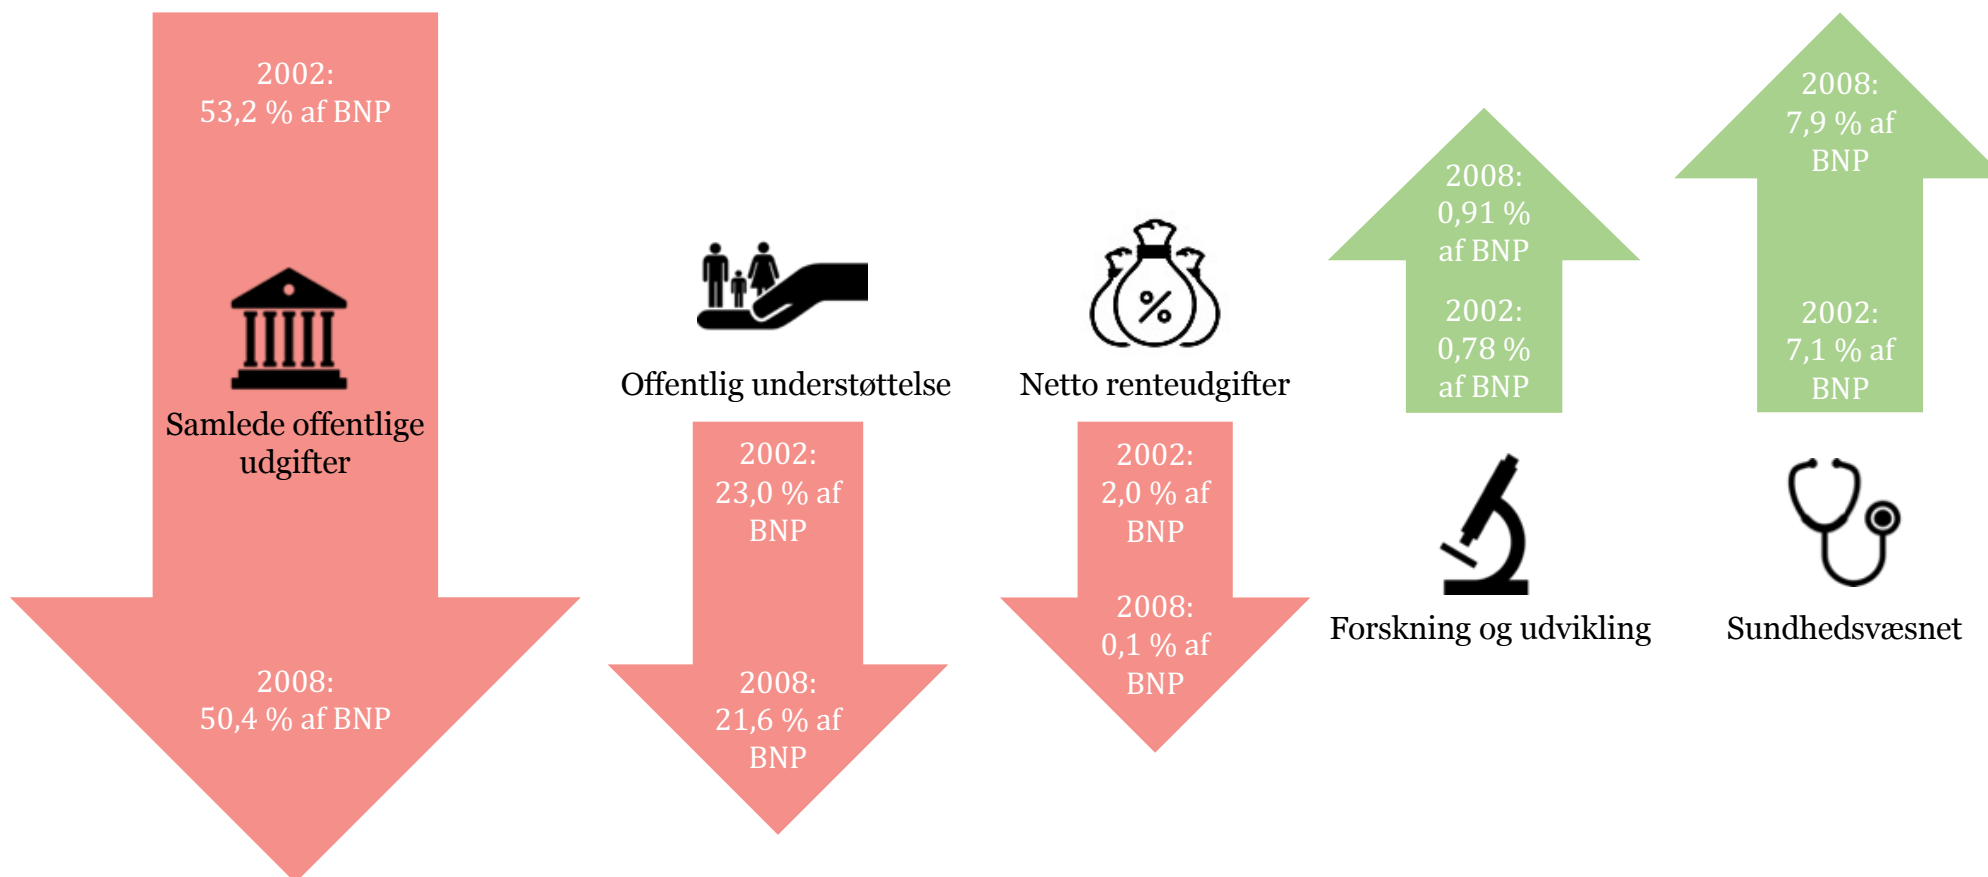 2002:
53,2 % af BNP
Samlede offentlige
udgifter
2008:
50,4 % af BNP
Offentlig understøttelse
2002:
23,0 % af
BNP
2008:
21,6 % af
BNP
%
Netto renteudgifter
2002:
2,0 % af
BNP
2008:
0,1 % af
BNP
2008:
0,91 %
af BNP
2002:
0,78 %
af BNP
Forskning og udvikling
2008:
7,9 % af
BNP
2002:
7,1 % af
BNP
Sundhedsvæsnet